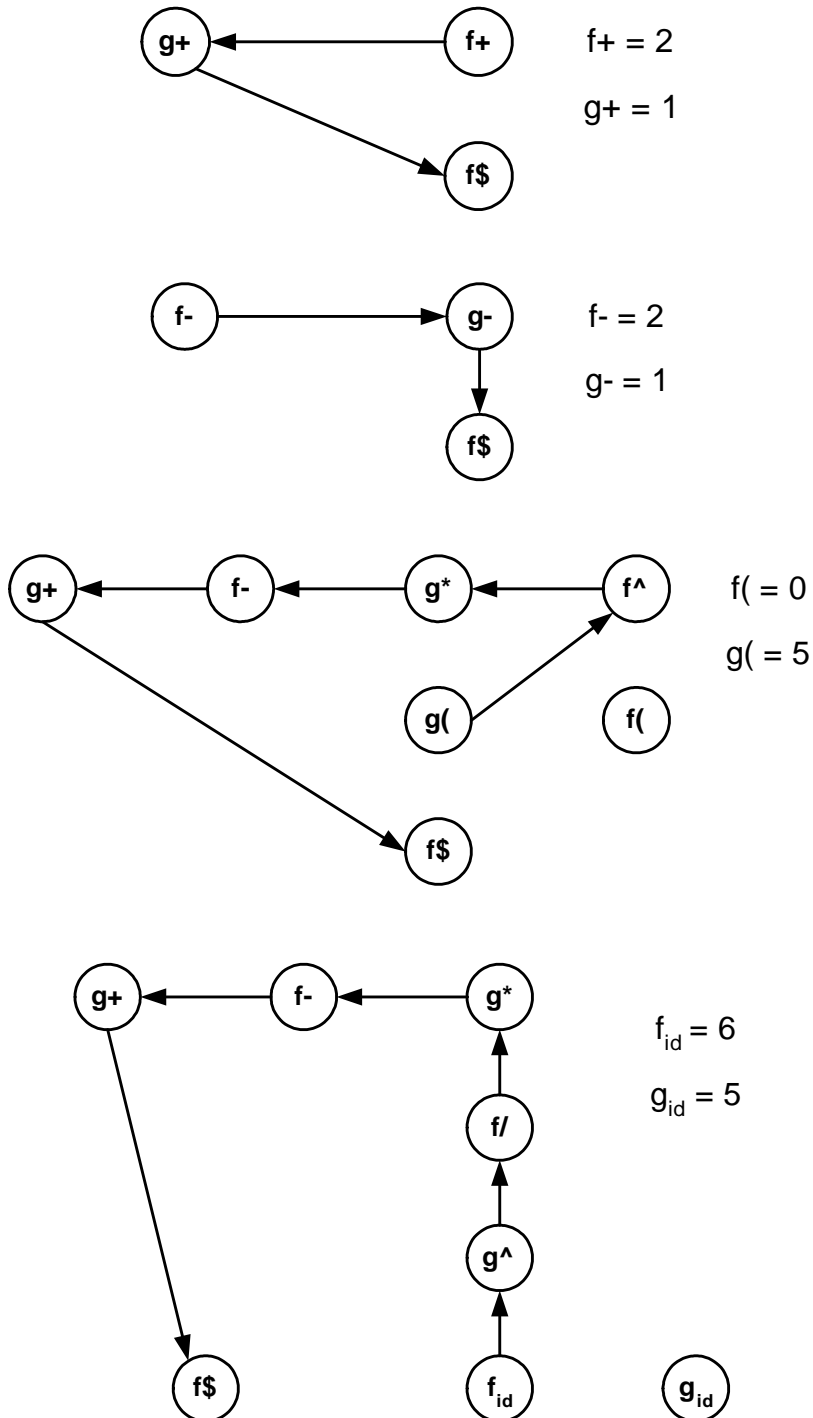 g+ f+ f+ = 2
g+ = 1
f$
f- g- f- = 2
g- = 1
f$
g+ f- g* f^ f( = 0
g( = 5
g( f(
f$
g+ f- g*
f_id = 6
g_id = 5
f/
g^
f$ f_id g_id